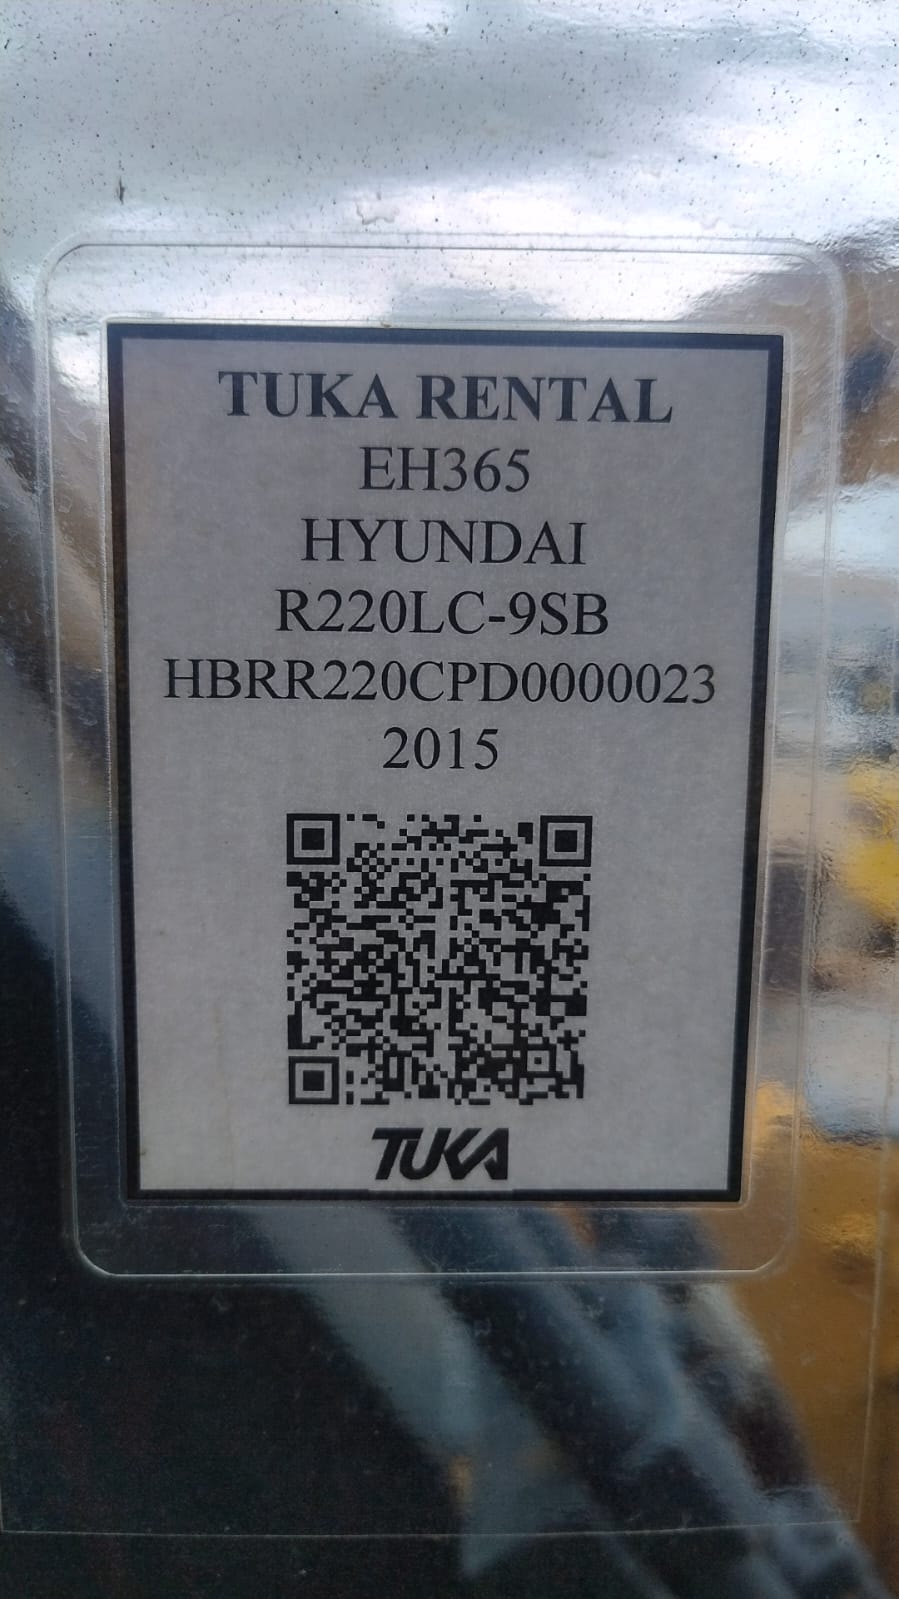 TUKA RENTAL
EH365
HYUNDAI
R220LC-9SB
HBRR220CPD0000023
2015
TUKA